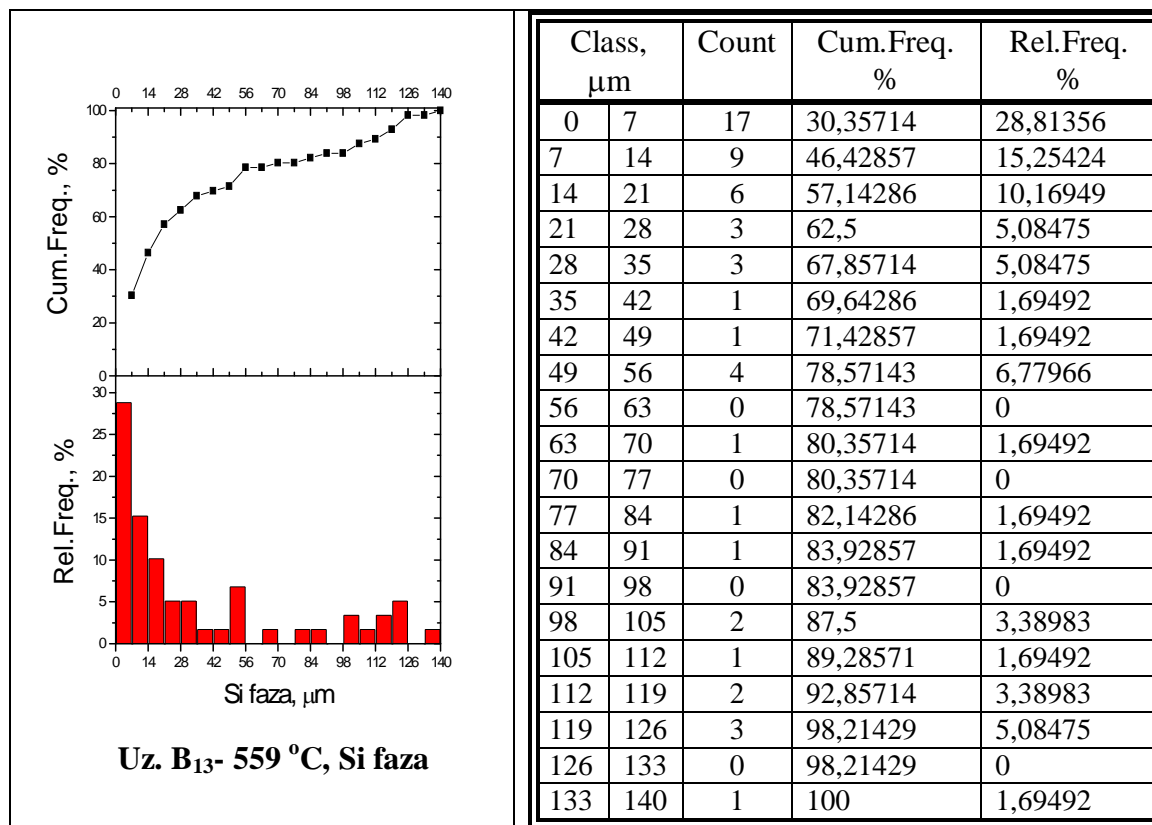 0 14 28 42 56 70 84 98 112 126 140
100
80
60
40
20
0
Cum.Freq., %
30
25
20
15
10
5
0
Rel.Freq., %
0 14 28 42 56 70 84 98 112 126 140
Si faza, μm
Uz. B13- 559 °C, Si faza
Class, Count Cum.Freq. Rel.Freq.
μm % %
0 7 17 30,35714 28,81356
7 14 9 46,42857 15,25424
14 21 6 57,14286 10,16949
21 28 3 62,5 5,08475
28 35 3 67,85714 5,08475
35 42 1 69,64286 1,69492
42 49 1 71,42857 1,69492
49 56 4 78,57143 6,77966
56 63 0 78,57143 0
63 70 1 80,35714 1,69492
70 77 0 80,35714 0
77 84 1 82,14286 1,69492
84 91 1 83,92857 1,69492
91 98 0 83,92857 0
98 105 2 87,5 3,38983
105 112 1 89,28571 1,69492
112 119 2 92,85714 3,38983
119 126 3 98,21429 5,08475
126 133 0 98,21429 0
133 140 1 100 1,69492